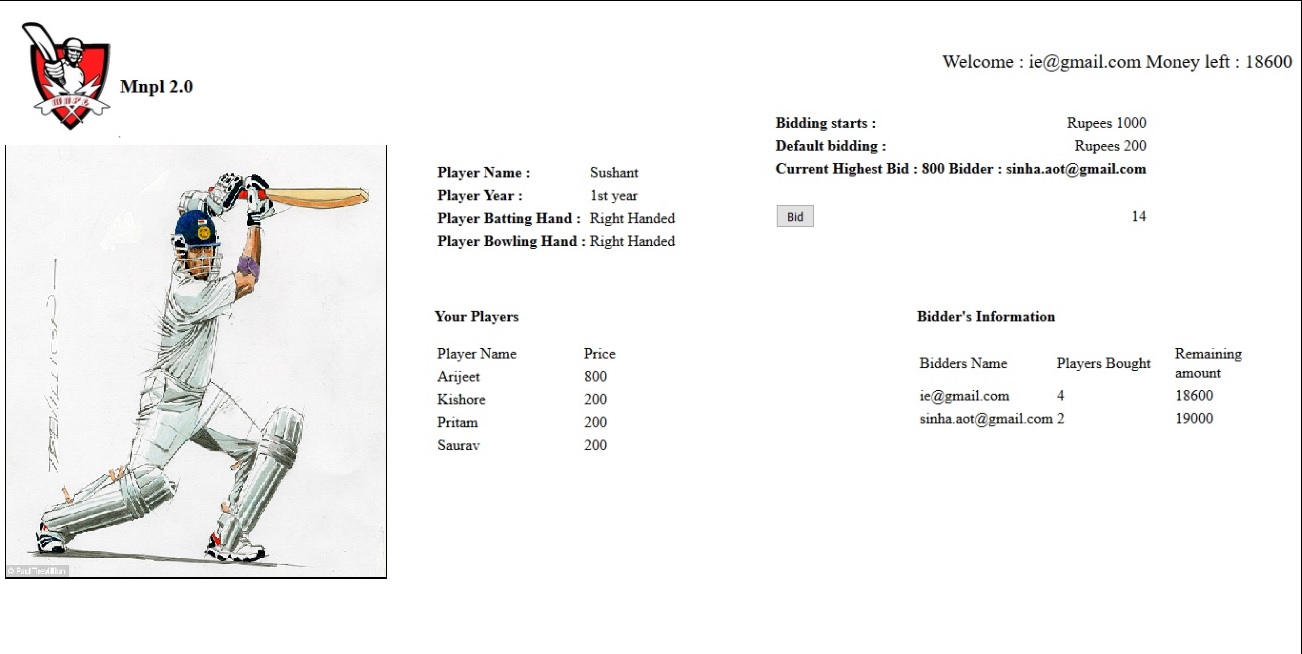 Mnpl 2.0
Welcome : ie@gmail.com Money left : 18600
Bidding starts : Rupees 1000
Default bidding : Rupees 200
Current Highest Bid : 800 Bidder : sinha.aot@gmail.com
Bid 14
Player Name : Sushant
Player Year : 1st year
Player Batting Hand : Right Handed
Player Bowling Hand : Right Handed
Your Players
Player Name Price
Arijeet 800
Kishore 200
Pritam 200
Saurav 200
Bidder's Information
Bidders Name Players Bought Remaining
amount
ie@gmail.com 4 18600
sinha.aot@gmail.com 2 19000
© Paul Trevillion